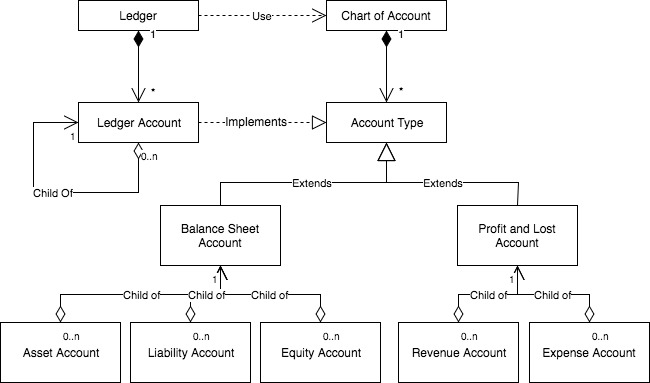 Ledger
Use
Chart of Account
1
1
*
*
Ledger Account
Implements
Account Type
1
0..n
Child Of
Extends
Extends
Balance Sheet
Account
Profit and Lost
Account
1
1
Child of
Child of
Child of
Child of
Child of
0..n
0..n
0..n
0..n
0..n
Asset Account
Liability Account
Equity Account
Revenue Account
Expense Account